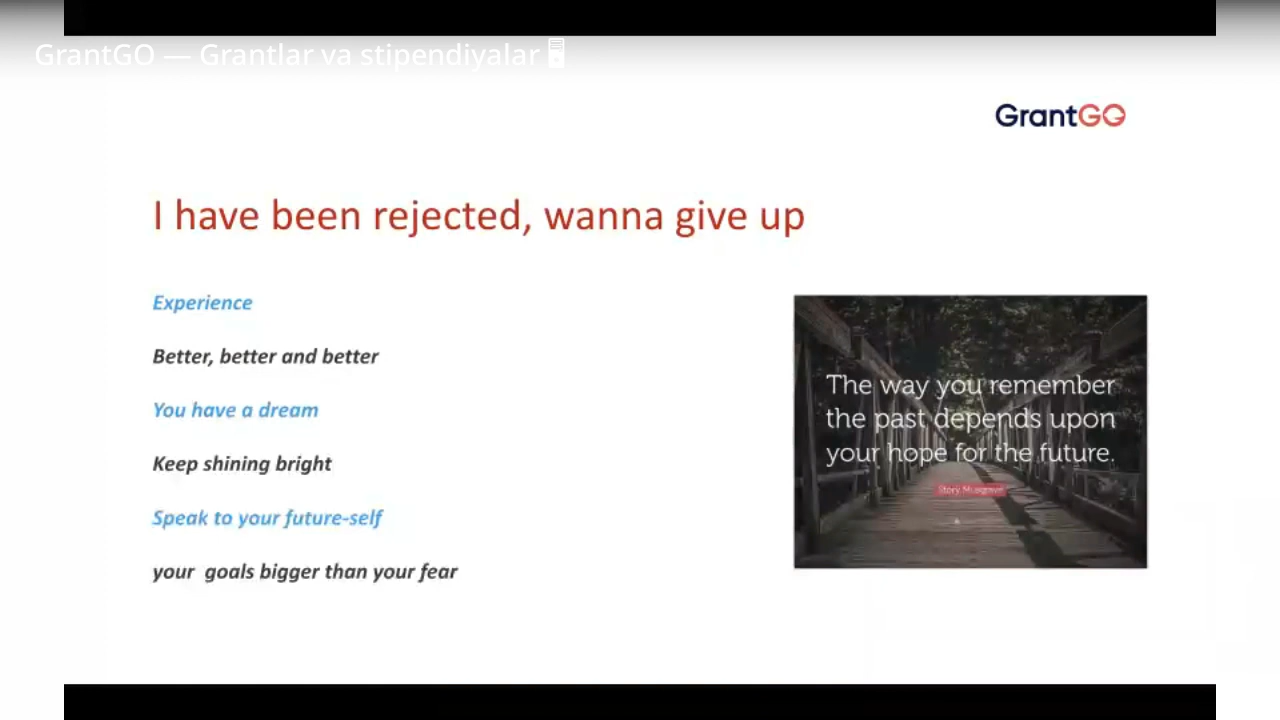 GrantGO — Grantlar va stipendiyalar
GrantGO
I have been rejected, wanna give up
Experience
Better, better and better
You have a dream
Keep shining bright
Speak to your future-self
your goals bigger than your fear
The way you remember
the past depends upon
your hope for the future.
Story Musgrave